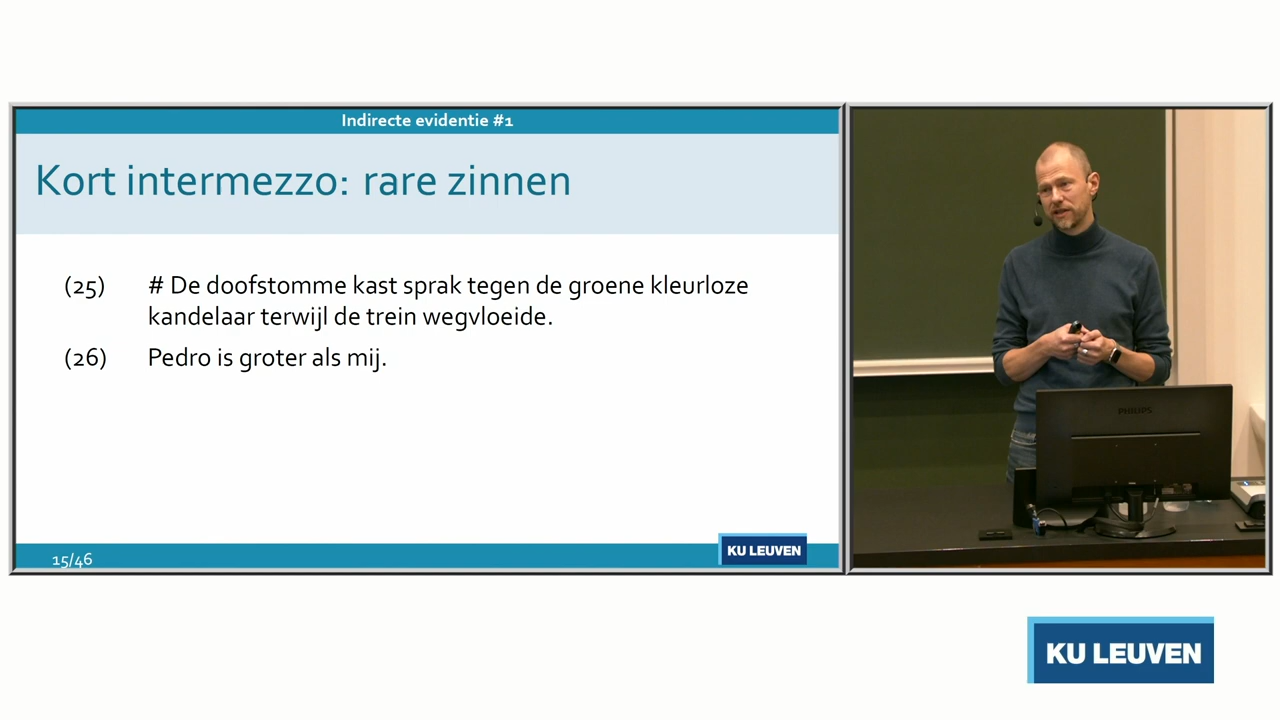 Indirecte evidentie #1
Kort intermezzo: rare zinnen
(25) # De doofstomme kast sprak tegen de groene kleurloze
kandelaar terwijl de trein wegvloeide.
(26) Pedro is groter als mij.
15/46
KU LEUVEN
PHILIPS
KU LEUVEN